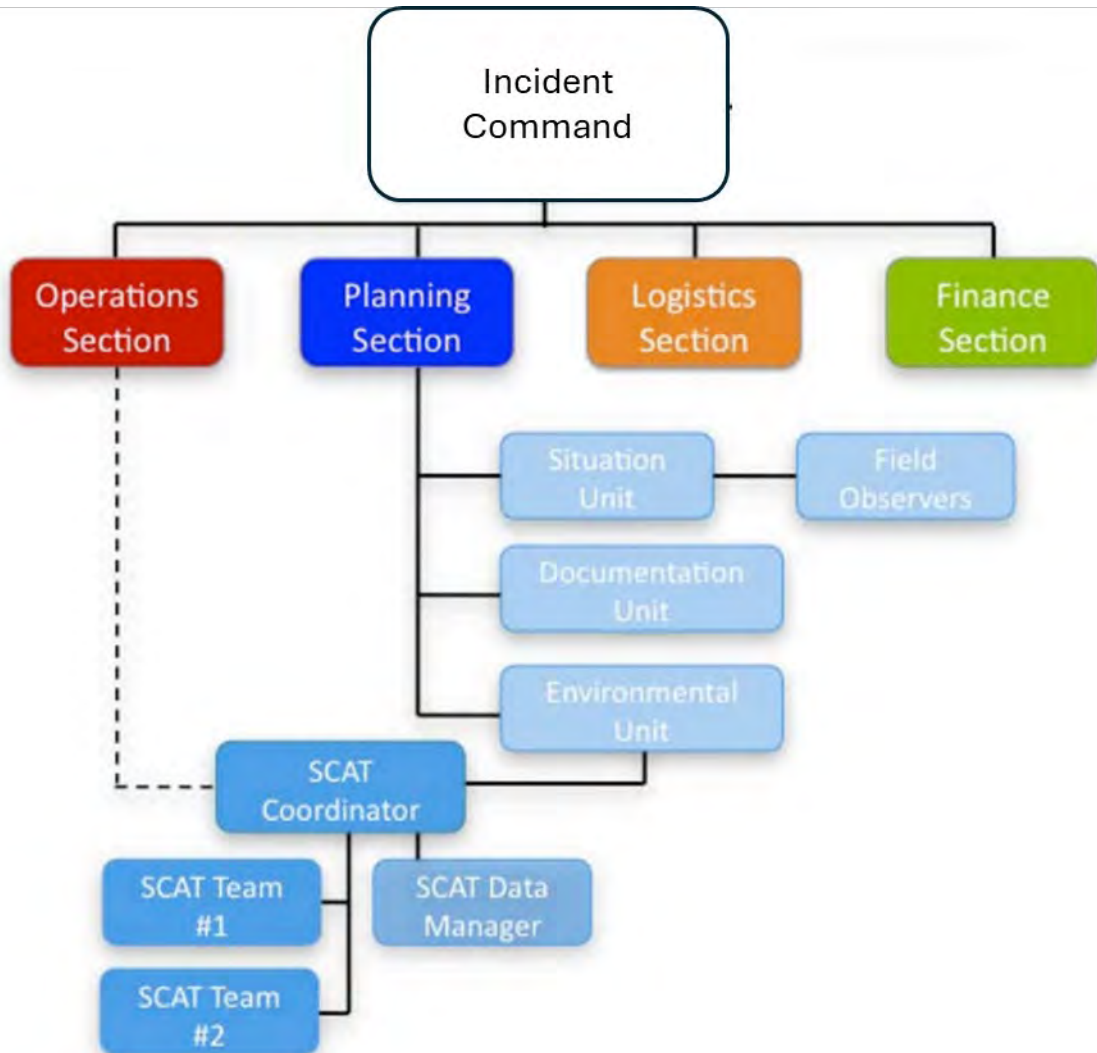 Incident
Command
Operations
Section
Planning
Section
Logistics
Section
Finance
Section
Situation
Unit
Field
Observers
Documentation
Unit
Environmental
Unit
SCAT
Coordinator
SCAT Team
#1
SCAT Data
Manager
SCAT Team
#2